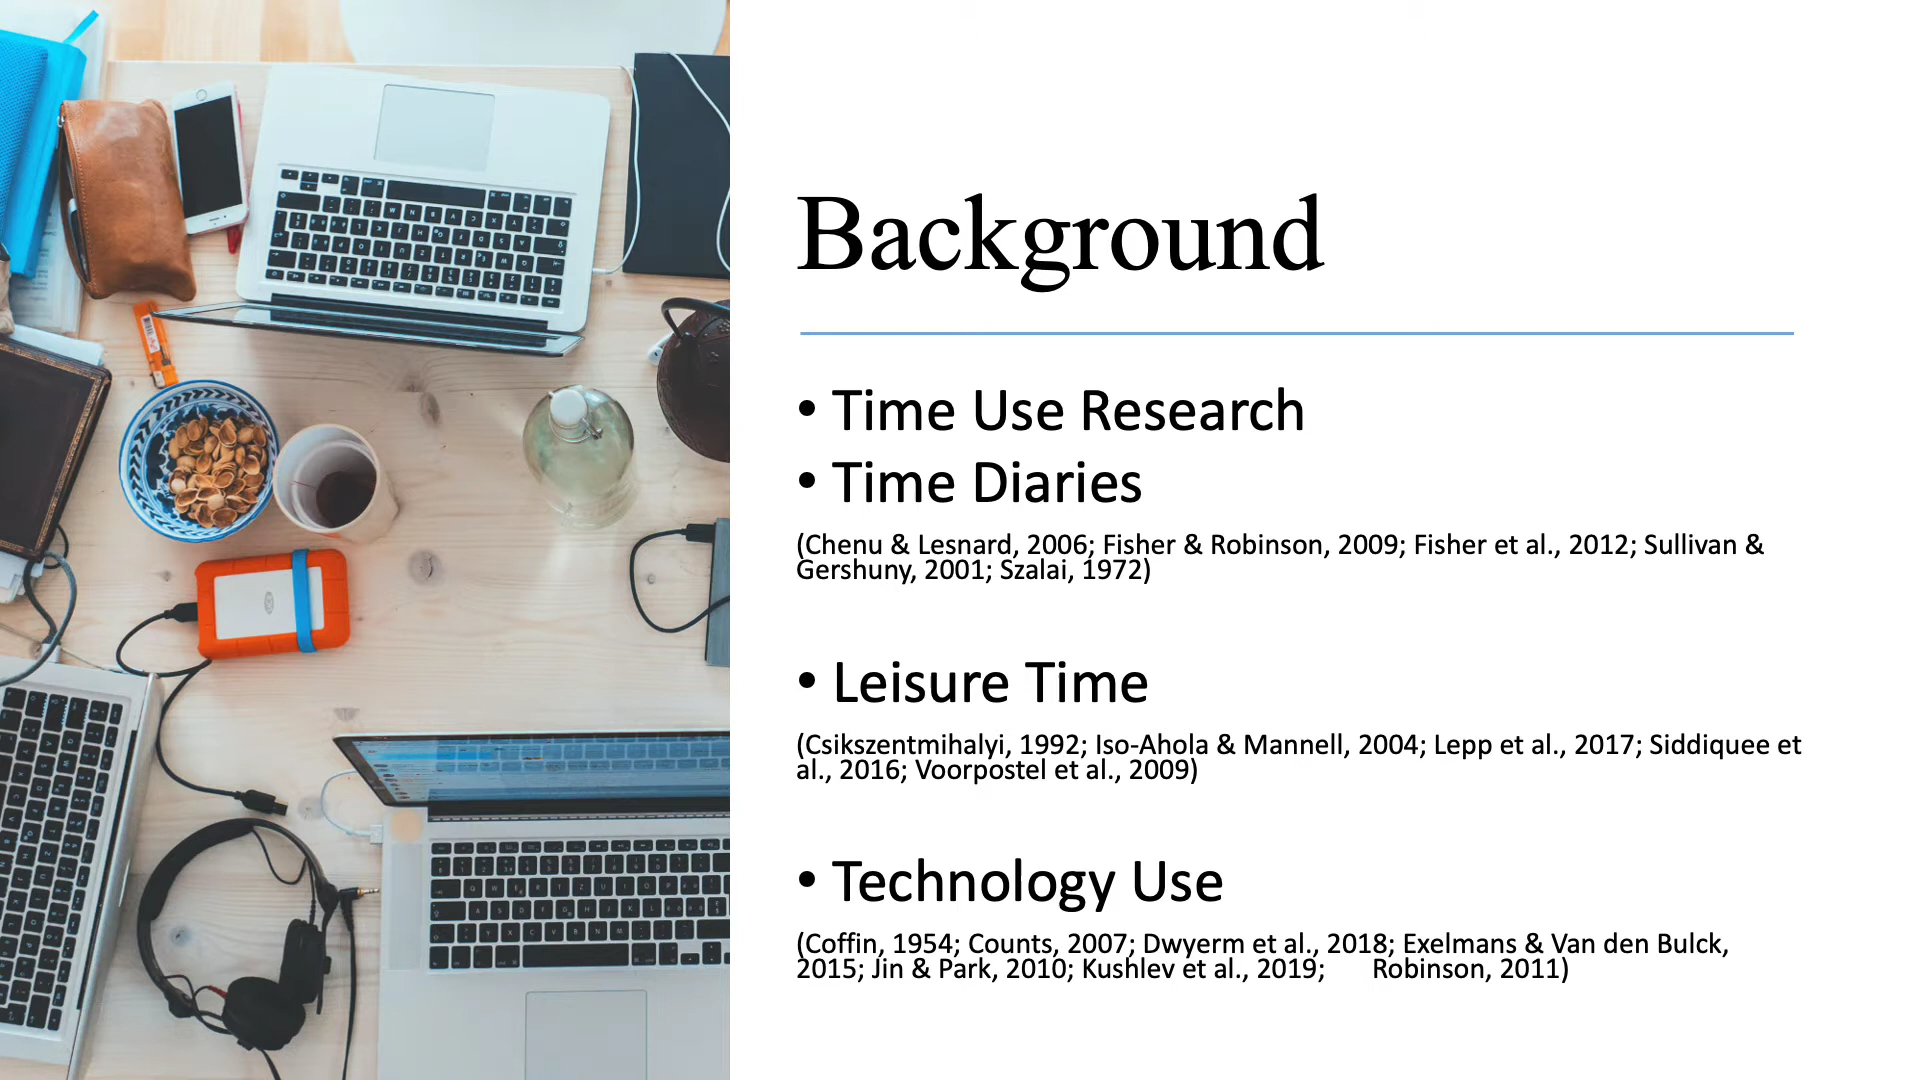 Background
• Time Use Research
• Time Diaries
(Chenu & Lesnard, 2006; Fisher & Robinson, 2009; Fisher et al., 2012; Sullivan &
Gershuny, 2001; Szalai, 1972)
• Leisure Time
(Csikszentmihalyi, 1992; Iso-Ahola & Mannell, 2004; Lepp et al., 2017; Siddiquee et
al., 2016; Voorpostel et al., 2009)
• Technology Use
(Coffin, 1954; Counts, 2007; Dwyerm et al., 2018; Exelmans & Van den Bulck,
2015; Jin & Park, 2010; Kushlev et al., 2019;      Robinson, 2011)